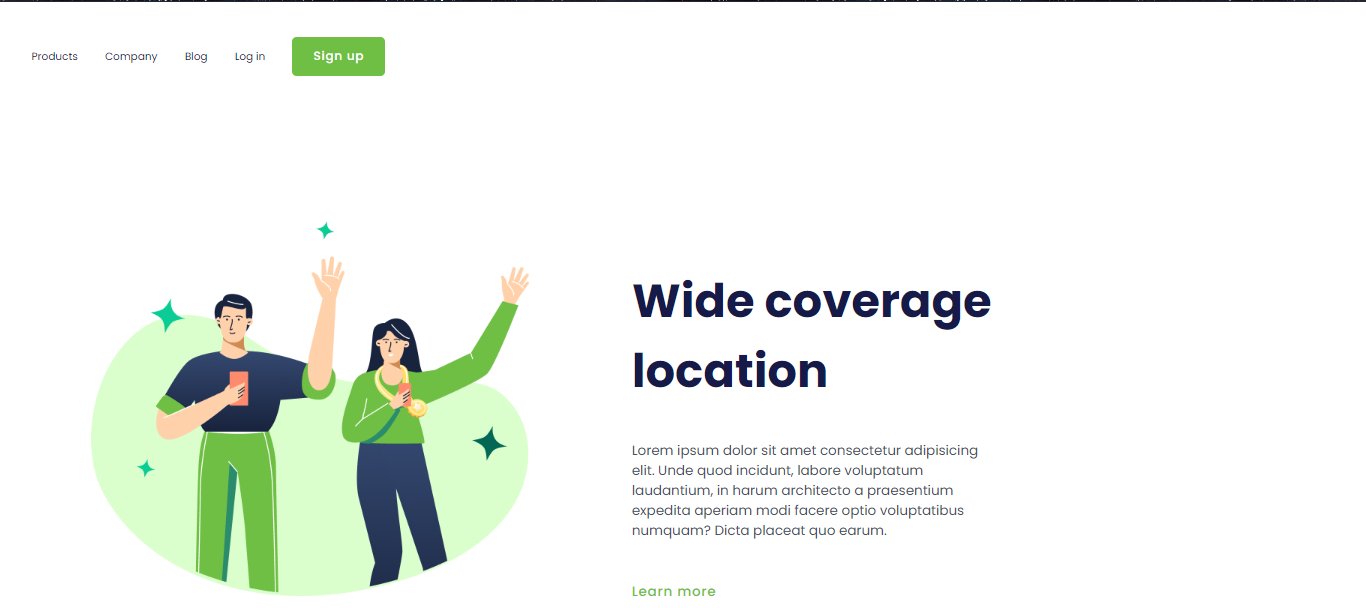 Products Company Blog Log in Sign up
Wide coverage
location
Lorem ipsum dolor sit amet consectetur adipisicing
elit. Unde quod incidunt, labore voluptatum
laudantium, in harum architecto a praesentium
expedita aperiam modi facere optio voluptatibus
numquam? Dicta placeat quo earum.
Learn more